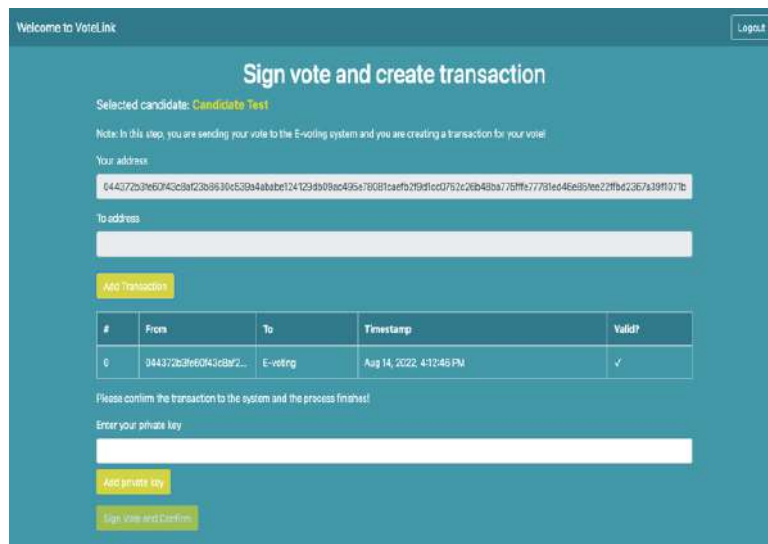 Welcome to VoteLink
Logout
Sign vote and create transaction
Selected candidate: Candidate Test
Note: In this step, you are sending your vote to the E-voting system and you are creating a transaction for your vote!
Your address
To address
Add Transaction
# From To Timestamp Valid?
0 044372b3fe60f43c8af2... E-voting Aug 14, 2022, 4:12:46 PM ✓
Please confirm the transaction to the system and the process finishes!
Enter your private key
Add private key
Sign Vote and Confirm